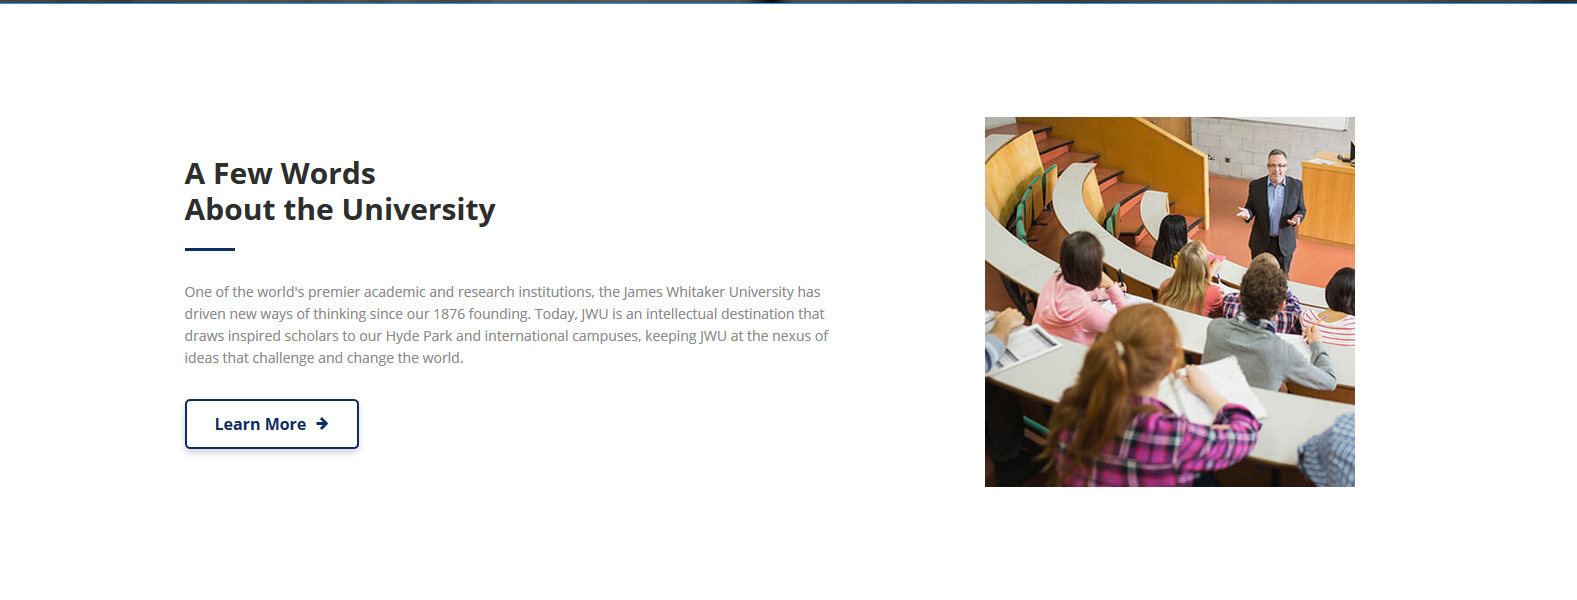 A Few Words
About the University
One of the world's premier academic and research institutions, the James Whitaker University has
driven new ways of thinking since our 1876 founding. Today, JWU is an intellectual destination that
draws inspired scholars to our Hyde Park and international campuses, keeping JWU at the nexus of
ideas that challenge and change the world.
Learn More